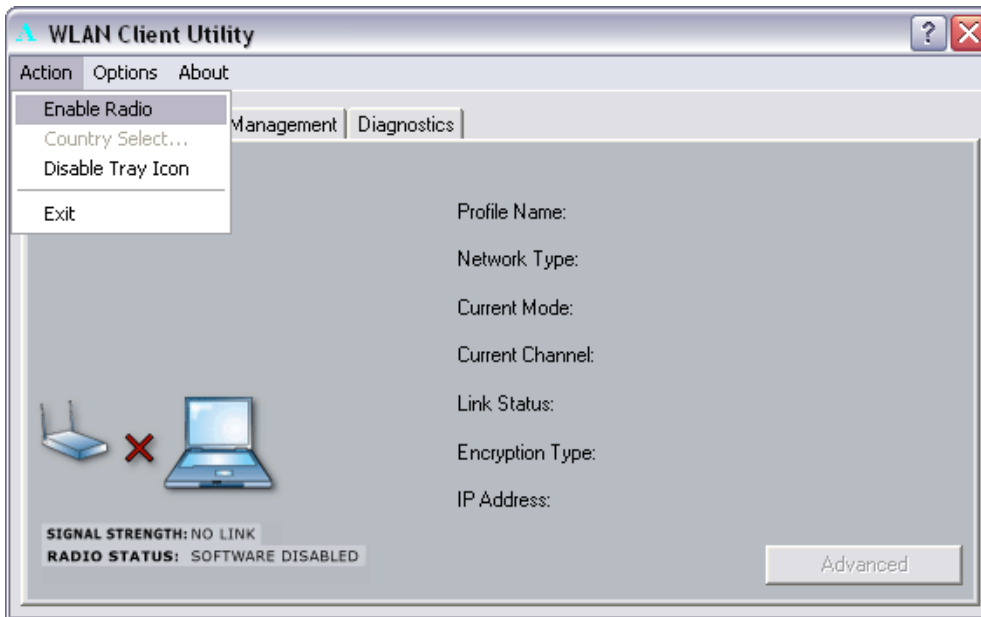 WLAN Client Utility
?
Action Options About
Enable Radio
Country Select...
Disable Tray Icon
Exit
Management Diagnostics
Profile Name:
Network Type:
Current Mode:
Current Channel:
Link Status:
Encryption Type:
IP Address:
SIGNAL STRENGTH: NO LINK
RADIO STATUS: SOFTWARE DISABLED
Advanced